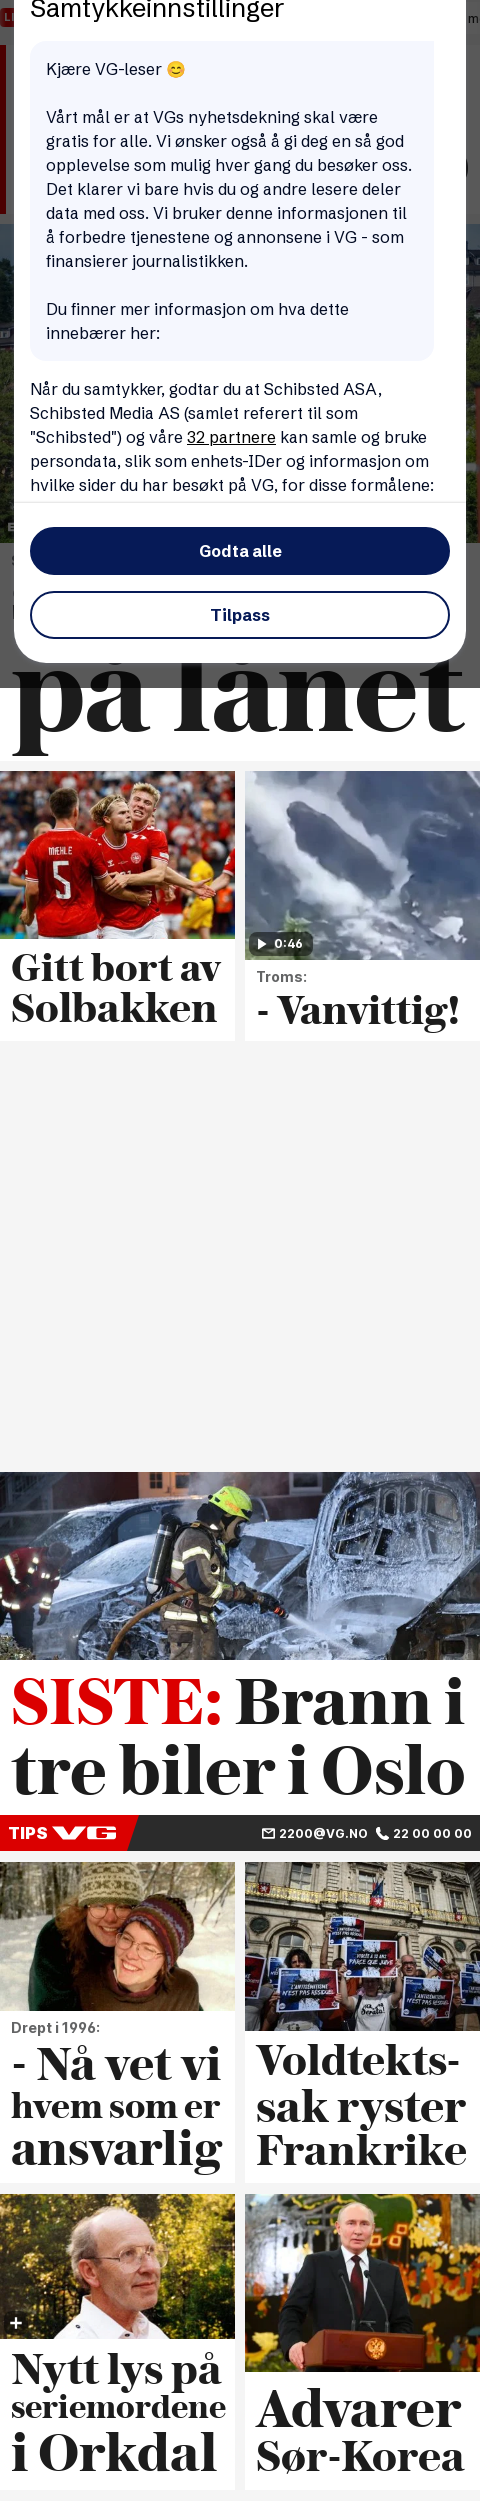 Samtykkeinnstillinger
Kjære VG-leser 😊
Vårt mål er at VGs nyhetsdekning skal være
gratis for alle. Vi ønsker også å gi deg en så god
opplevelse som mulig hver gang du besøker oss.
Det klarer vi bare hvis du og andre lesere deler
data med oss. Vi bruker denne informasjonen til
å forbedre tjenestene og annonsene i VG - som
finansierer journalistikken.
Du finner mer informasjon om hva dette
innebærer her:
Når du samtykker, godtar du at Schibsted ASA,
Schibsted Media AS (samlet referert til som
"Schibsted") og våre 32 partnere kan samle og bruke
persondata, slik som enhets-IDer og informasjon om
hvilke sider du har besøkt på VG, for disse formålene:
Godta alle
Tilpass
på lånet
MÆHLE
5
0:46
Gitt bort av
Solbakken
Troms:
- Vanvittig!
SISTE: Brann i
tre biler i Oslo
TIPS VG 2200@VG.NO 22 00 00 00
Drept i 1996:
- Nå vet vi
hvem som er
ansvarlig
L'ANTISÉMITISME
N'EST PAS RÉSIDUEL
Voldtekts-
sak ryster
Frankrike
Nytt lys på
seriemordene
i Orkdal
Advarer
Sør-Korea